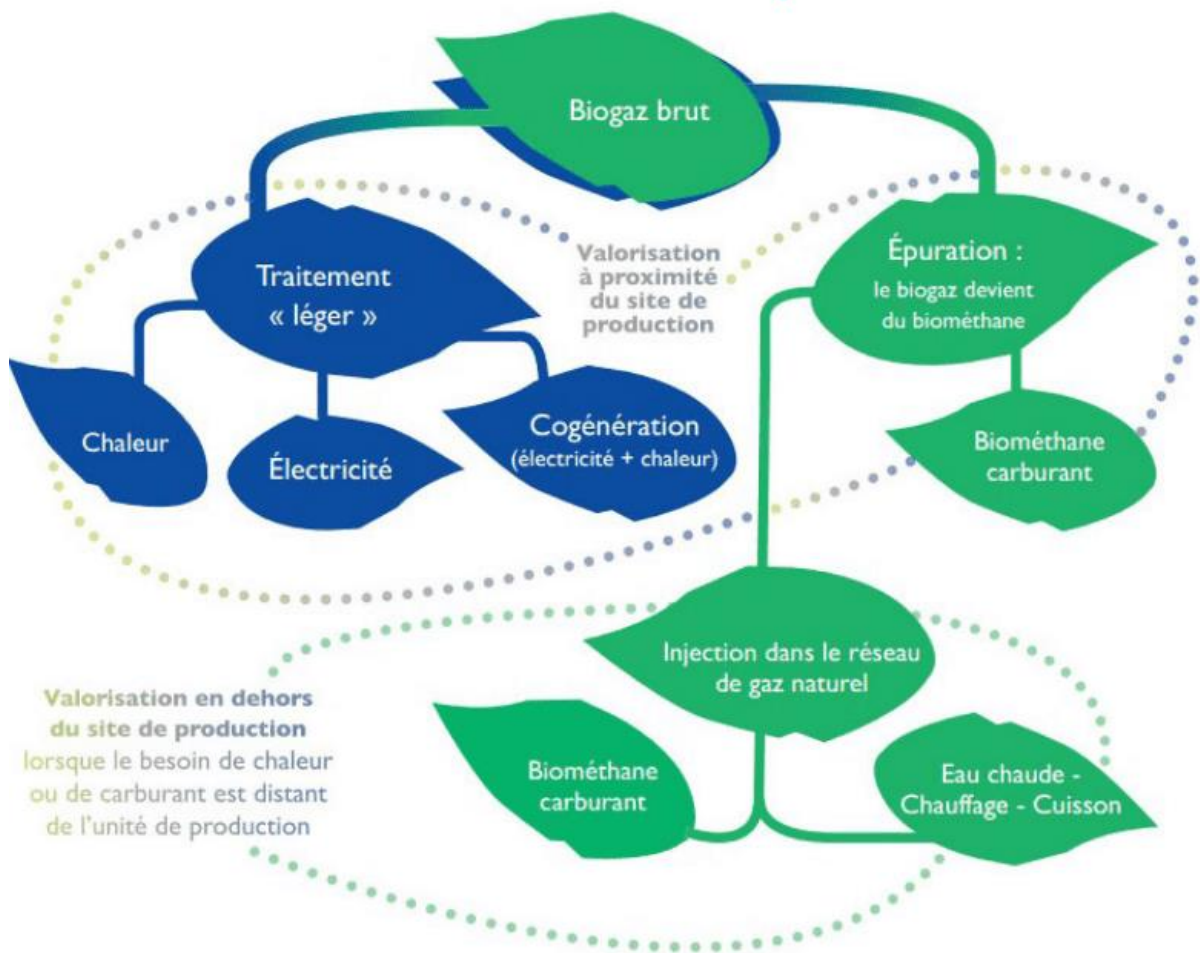 Biogaz brut
Valorisation
à proximité
du site de
production
Traitement
« léger »
Épuration :
le biogaz devient
du biométhane
Chaleur
Électricité
Cogénération
(électricité + chaleur)
Biométhane
carburant
Injection dans le réseau
de gaz naturel
Valorisation en dehors
du site de production
lorsque le besoin de chaleur
ou de carburant est distant
de l'unité de production
Biométhane
carburant
Eau chaude -
Chauffage - Cuisson